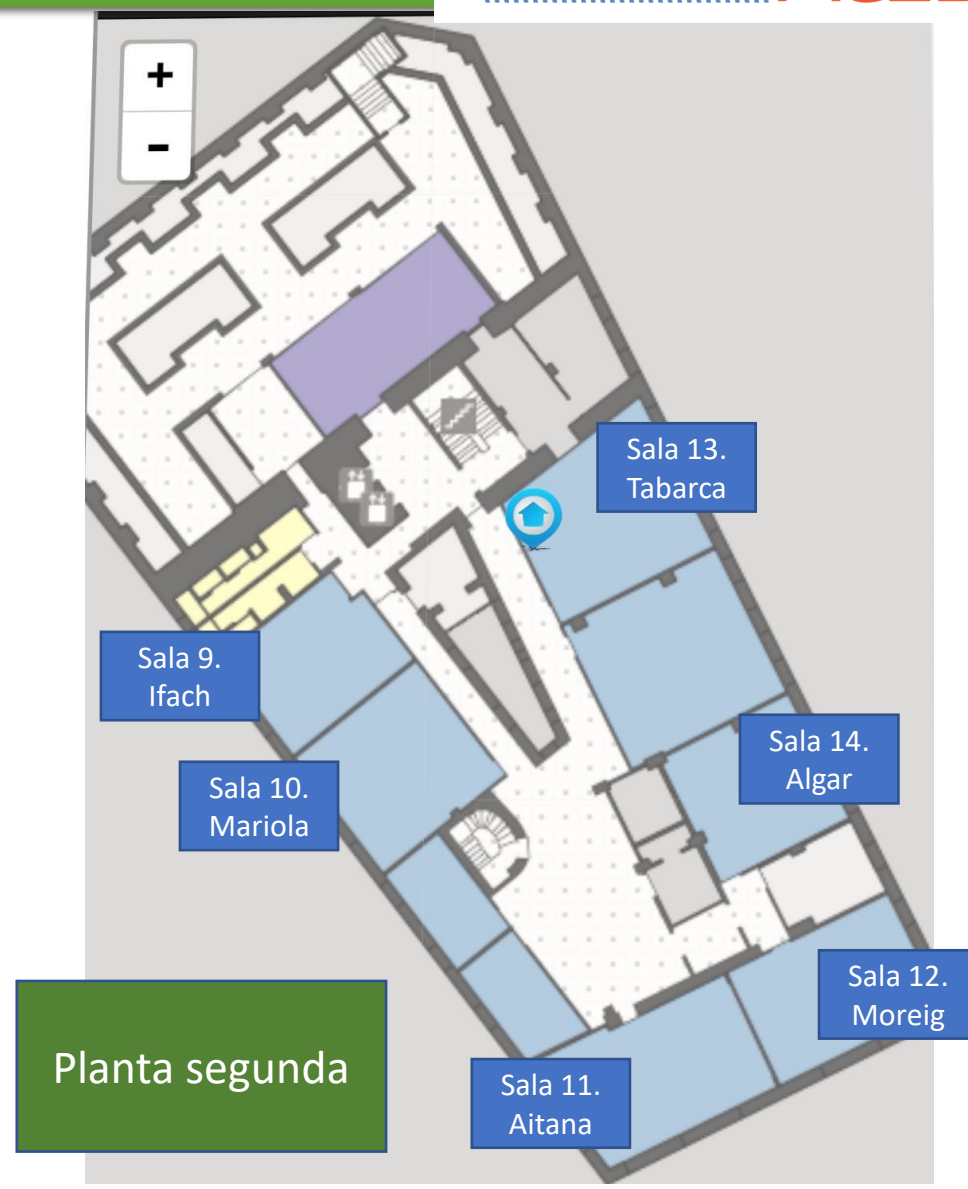 +
-
Sala 13.
Tabarca
Sala 9.
Ifach
Sala 14.
Algar
Sala 10.
Mariola
Sala 12.
Moreig
Planta segunda
Sala 11.
Aitana